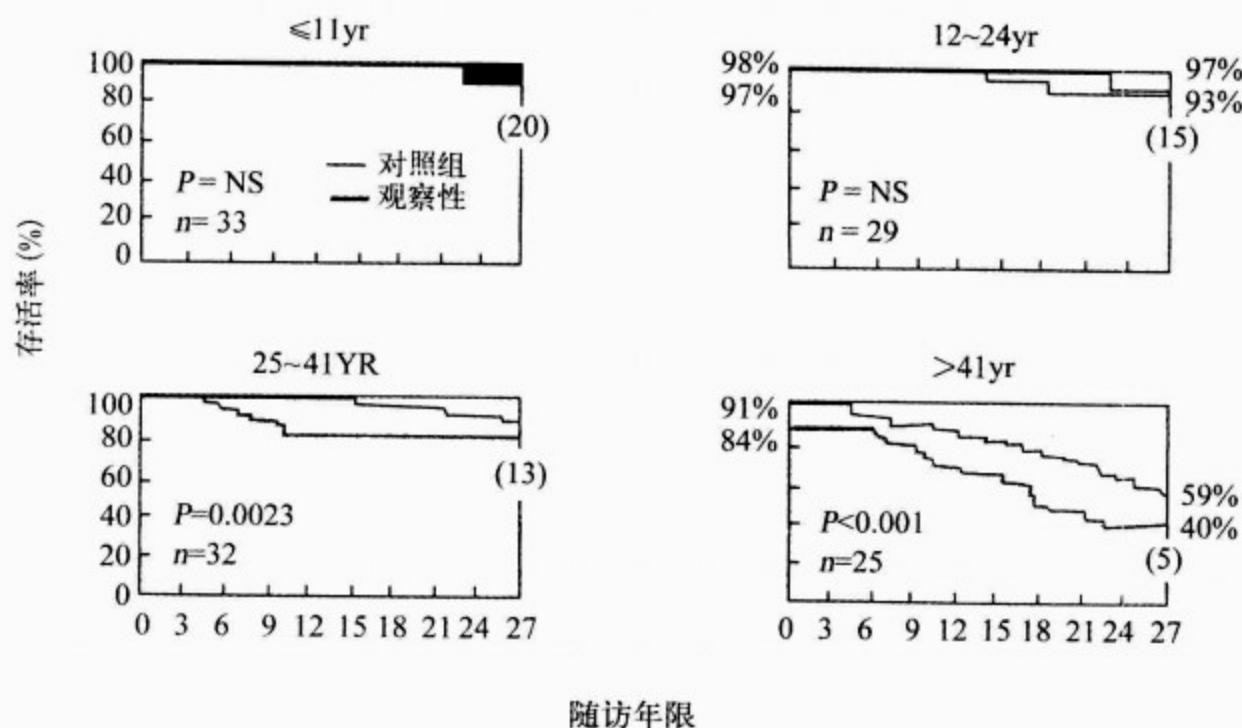 ≤11yr
100
80
60
40
20
0
(20)
P = NS
n= 33
对照组
观察性
12~24yr
98%
97%
97%
93%
(15)
P = NS
n = 29
存活率 (%)
25~41YR
100
80
60
40
20
0
(13)
P=0.0023
n=32
0 3 6 9 12 15 18 21 24 27
>41yr
91%
84%
59%
40%
(5)
P<0.001
n=25
0 3 6 9 12 15 18 21 24 27
随访年限